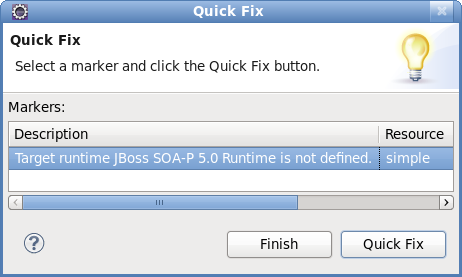 Quick Fix
Quick Fix
Select a marker and click the Quick Fix button.
Markers:
Description Resource
Target runtime JBoss SOA-P 5.0 Runtime is not defined. simple
? Finish Quick Fix